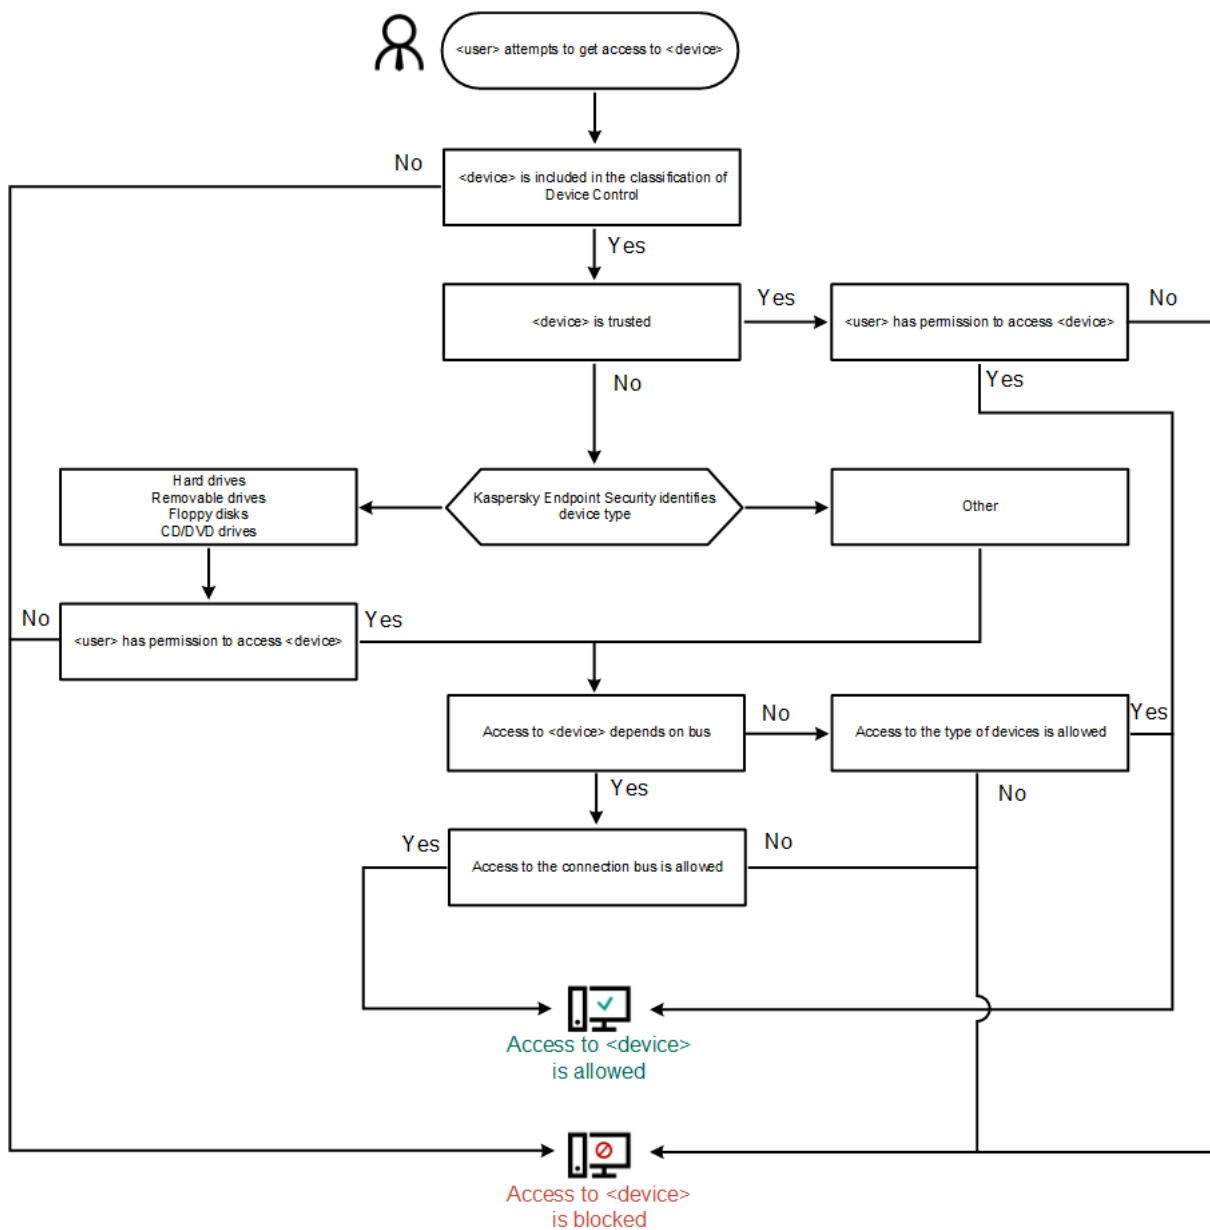 <user> attempts to get access to <device>
No
<device> is included in the classification of
Device Control
Yes
<device> is trusted
Yes
<user> has permission to access <device>
No
No
Yes
Hard drives
Removable drives
Floppy disks
CD/DVD drives
Kaspersky Endpoint Security identifies
device type
Other
No
<user> has permission to access <device>
Yes
Access to <device> depends on bus
No
Access to the type of devices is allowed
Yes
Yes
No
Yes
Access to the connection bus is allowed
No
Access to <device>
is allowed
Access to <device>
is blocked